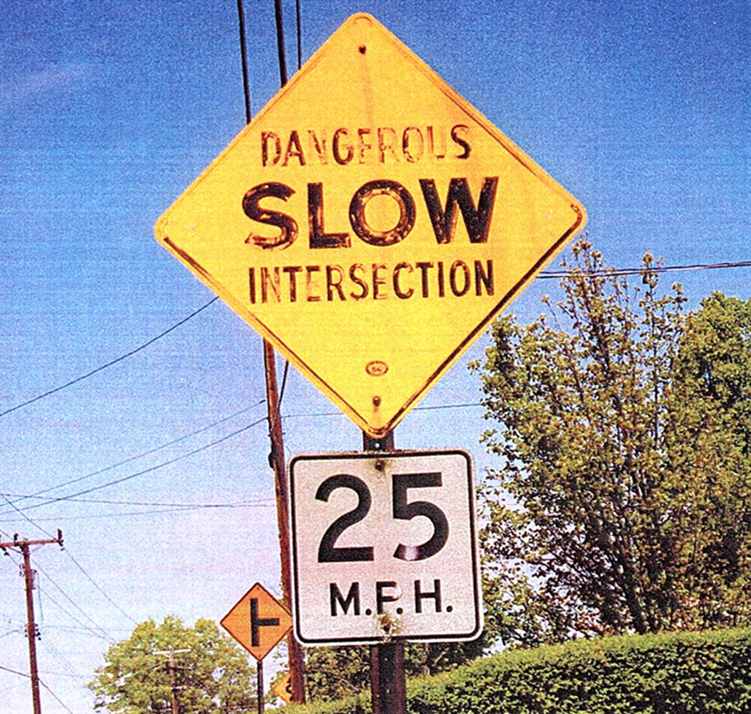 DANGEROUS
SLOW
INTERSECTION
25
M.P.H.